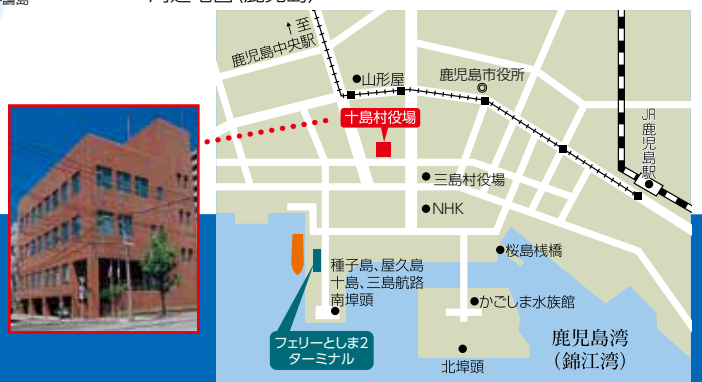 ↑至
鹿児島中央駅
山形屋
鹿児島市役所
十島村役場
JR鹿児島駅
三島村役場
NHK
桜島桟橋
種子島、屋久島
十島、三島航路
南埠頭
かごしま水族館
フェリーとしま2
ターミナル
北埠頭
鹿児島湾
(錦江湾)